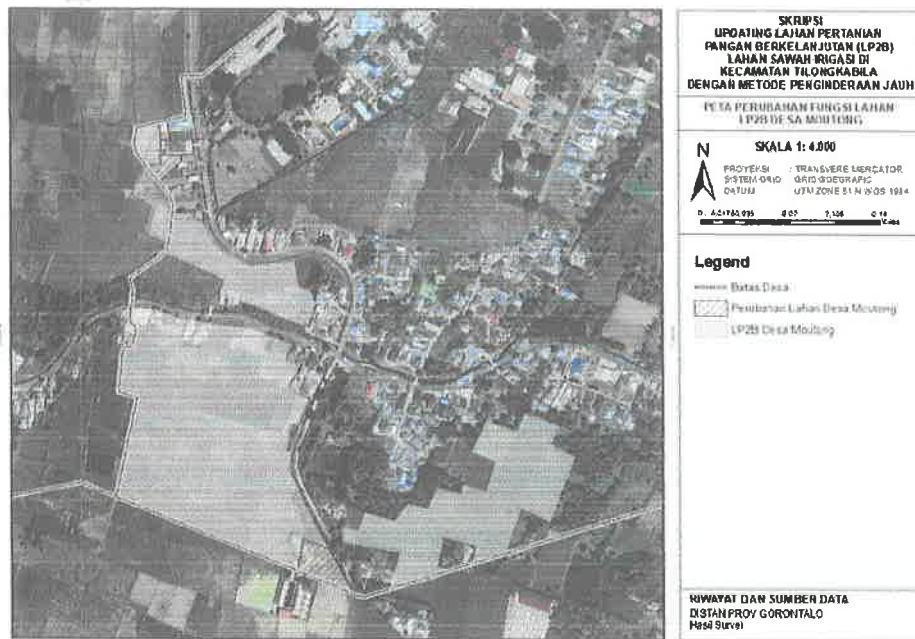 SKRIPSI
UPDATING LAHAN PERTANIAN
PANGAN BERKELANJUTAN (LP2B)
LAHAN SAWAH IRIGASI DI
KECAMATAN TILONGKABILA
DENGAN METODE PENGINDERAAN JAUH
PETA PERUBAHAN FUNGSI LAHAN
LP2B DESA MOUTONG
SKALA 1: 4.000
N
PROYEKSI : TRANSVERE MERCATOR
SISTEM GRID GRID GOEGRAFIC
DATUM UTM ZONE 51 N WGS 1984
Legend
Batas Desa
Perubahan Lahan Desa Moutong
LP2B Desa Moutong
RIWAYAT DAN SUMBER DATA
DISTAN PROV GORONTALO
Hasil Survei